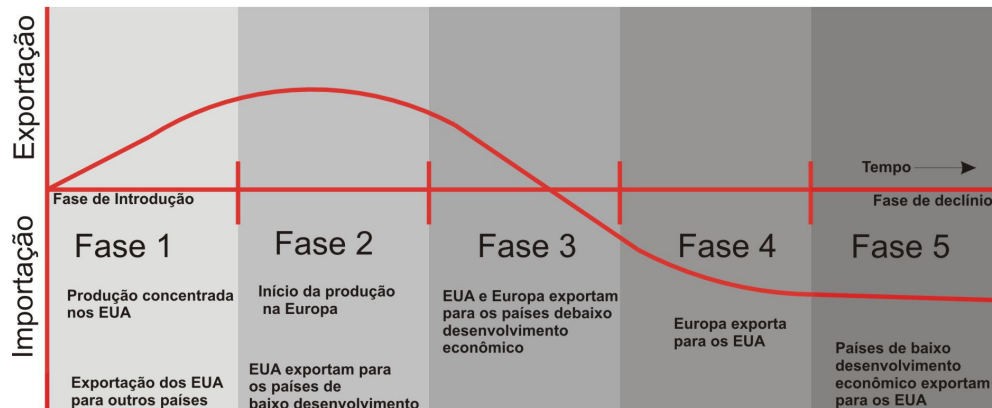 Exportação
Importação
Tempo
Fase de Introdução
Fase de declínio
Fase 1
Produção concentrada
nos EUA
Exportação dos EUA
para outros países
Fase 2
Início da produção
na Europa
EUA exportam para
os países de
baixo desenvolvimento
Fase 3
EUA e Europa exportam
para os países debaixo
desenvolvimento
econômico
Fase 4
Europa exporta
para os EUA
Fase 5
Países de baixo
desenvolvimento
econômico exportam
para os EUA